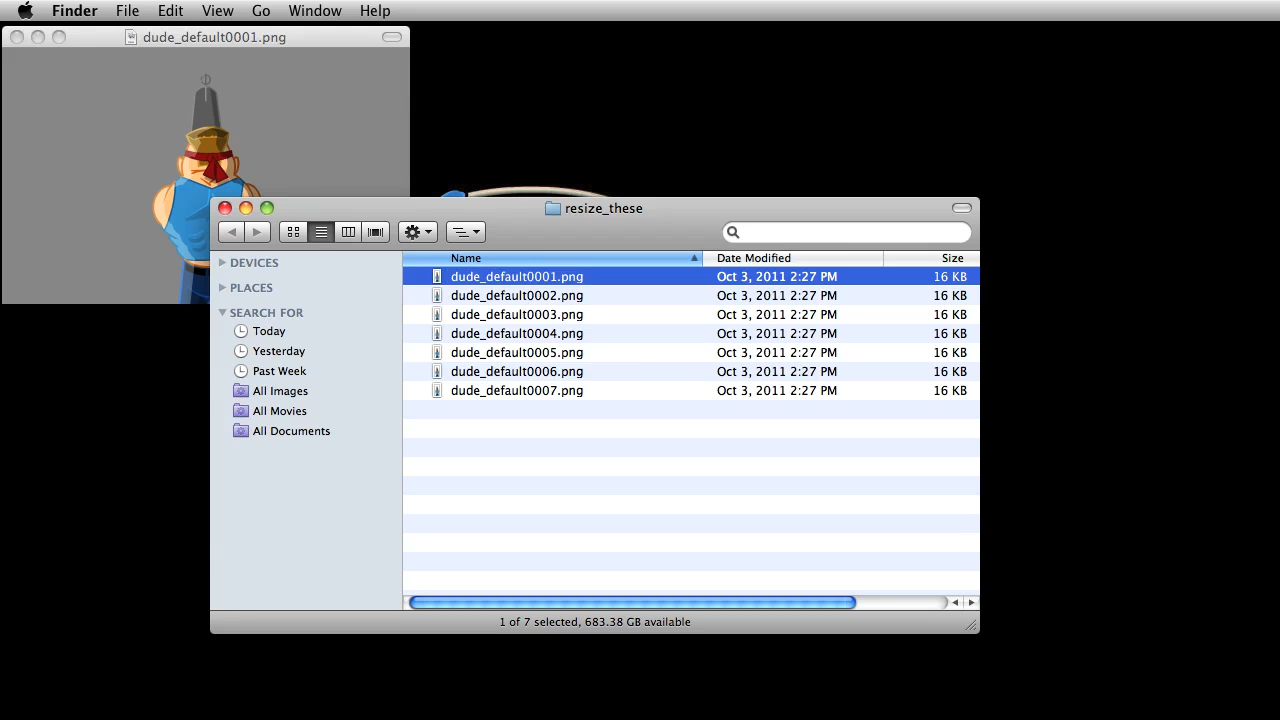 Finder File Edit View Go Window Help
dude_default0001.png
resize_these
Name Date Modified Size
DEVICES
PLACES
SEARCH FOR
Today
Yesterday
Past Week
All Images
All Movies
All Documents
dude_default0001.png Oct 3, 2011 2:27 PM 16 KB
dude_default0002.png Oct 3, 2011 2:27 PM 16 KB
dude_default0003.png Oct 3, 2011 2:27 PM 16 KB
dude_default0004.png Oct 3, 2011 2:27 PM 16 KB
dude_default0005.png Oct 3, 2011 2:27 PM 16 KB
dude_default0006.png Oct 3, 2011 2:27 PM 16 KB
dude_default0007.png Oct 3, 2011 2:27 PM 16 KB
1 of 7 selected, 683.38 GB available